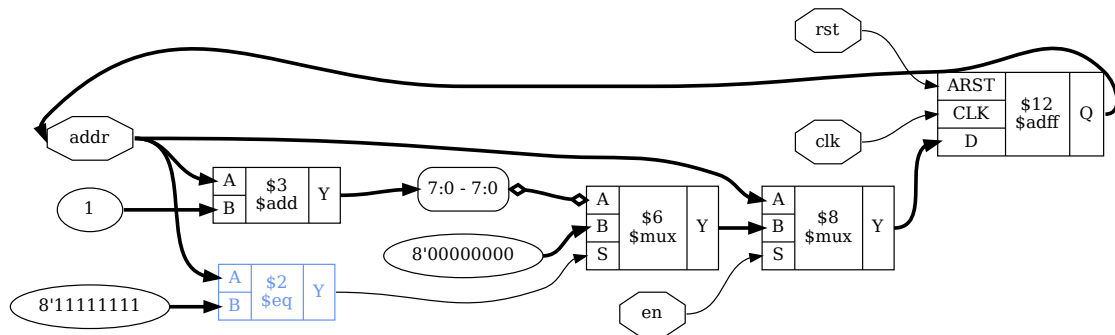 rst
ARST
CLK
D
$12
$adff
Q
addr
clk
1
A
B
$3
$add
Y
7:0 - 7:0
8'00000000
A
B
S
$6
$mux
Y
A
B
S
$8
$mux
Y
8'11111111
A
B
$2
$eq
Y
en